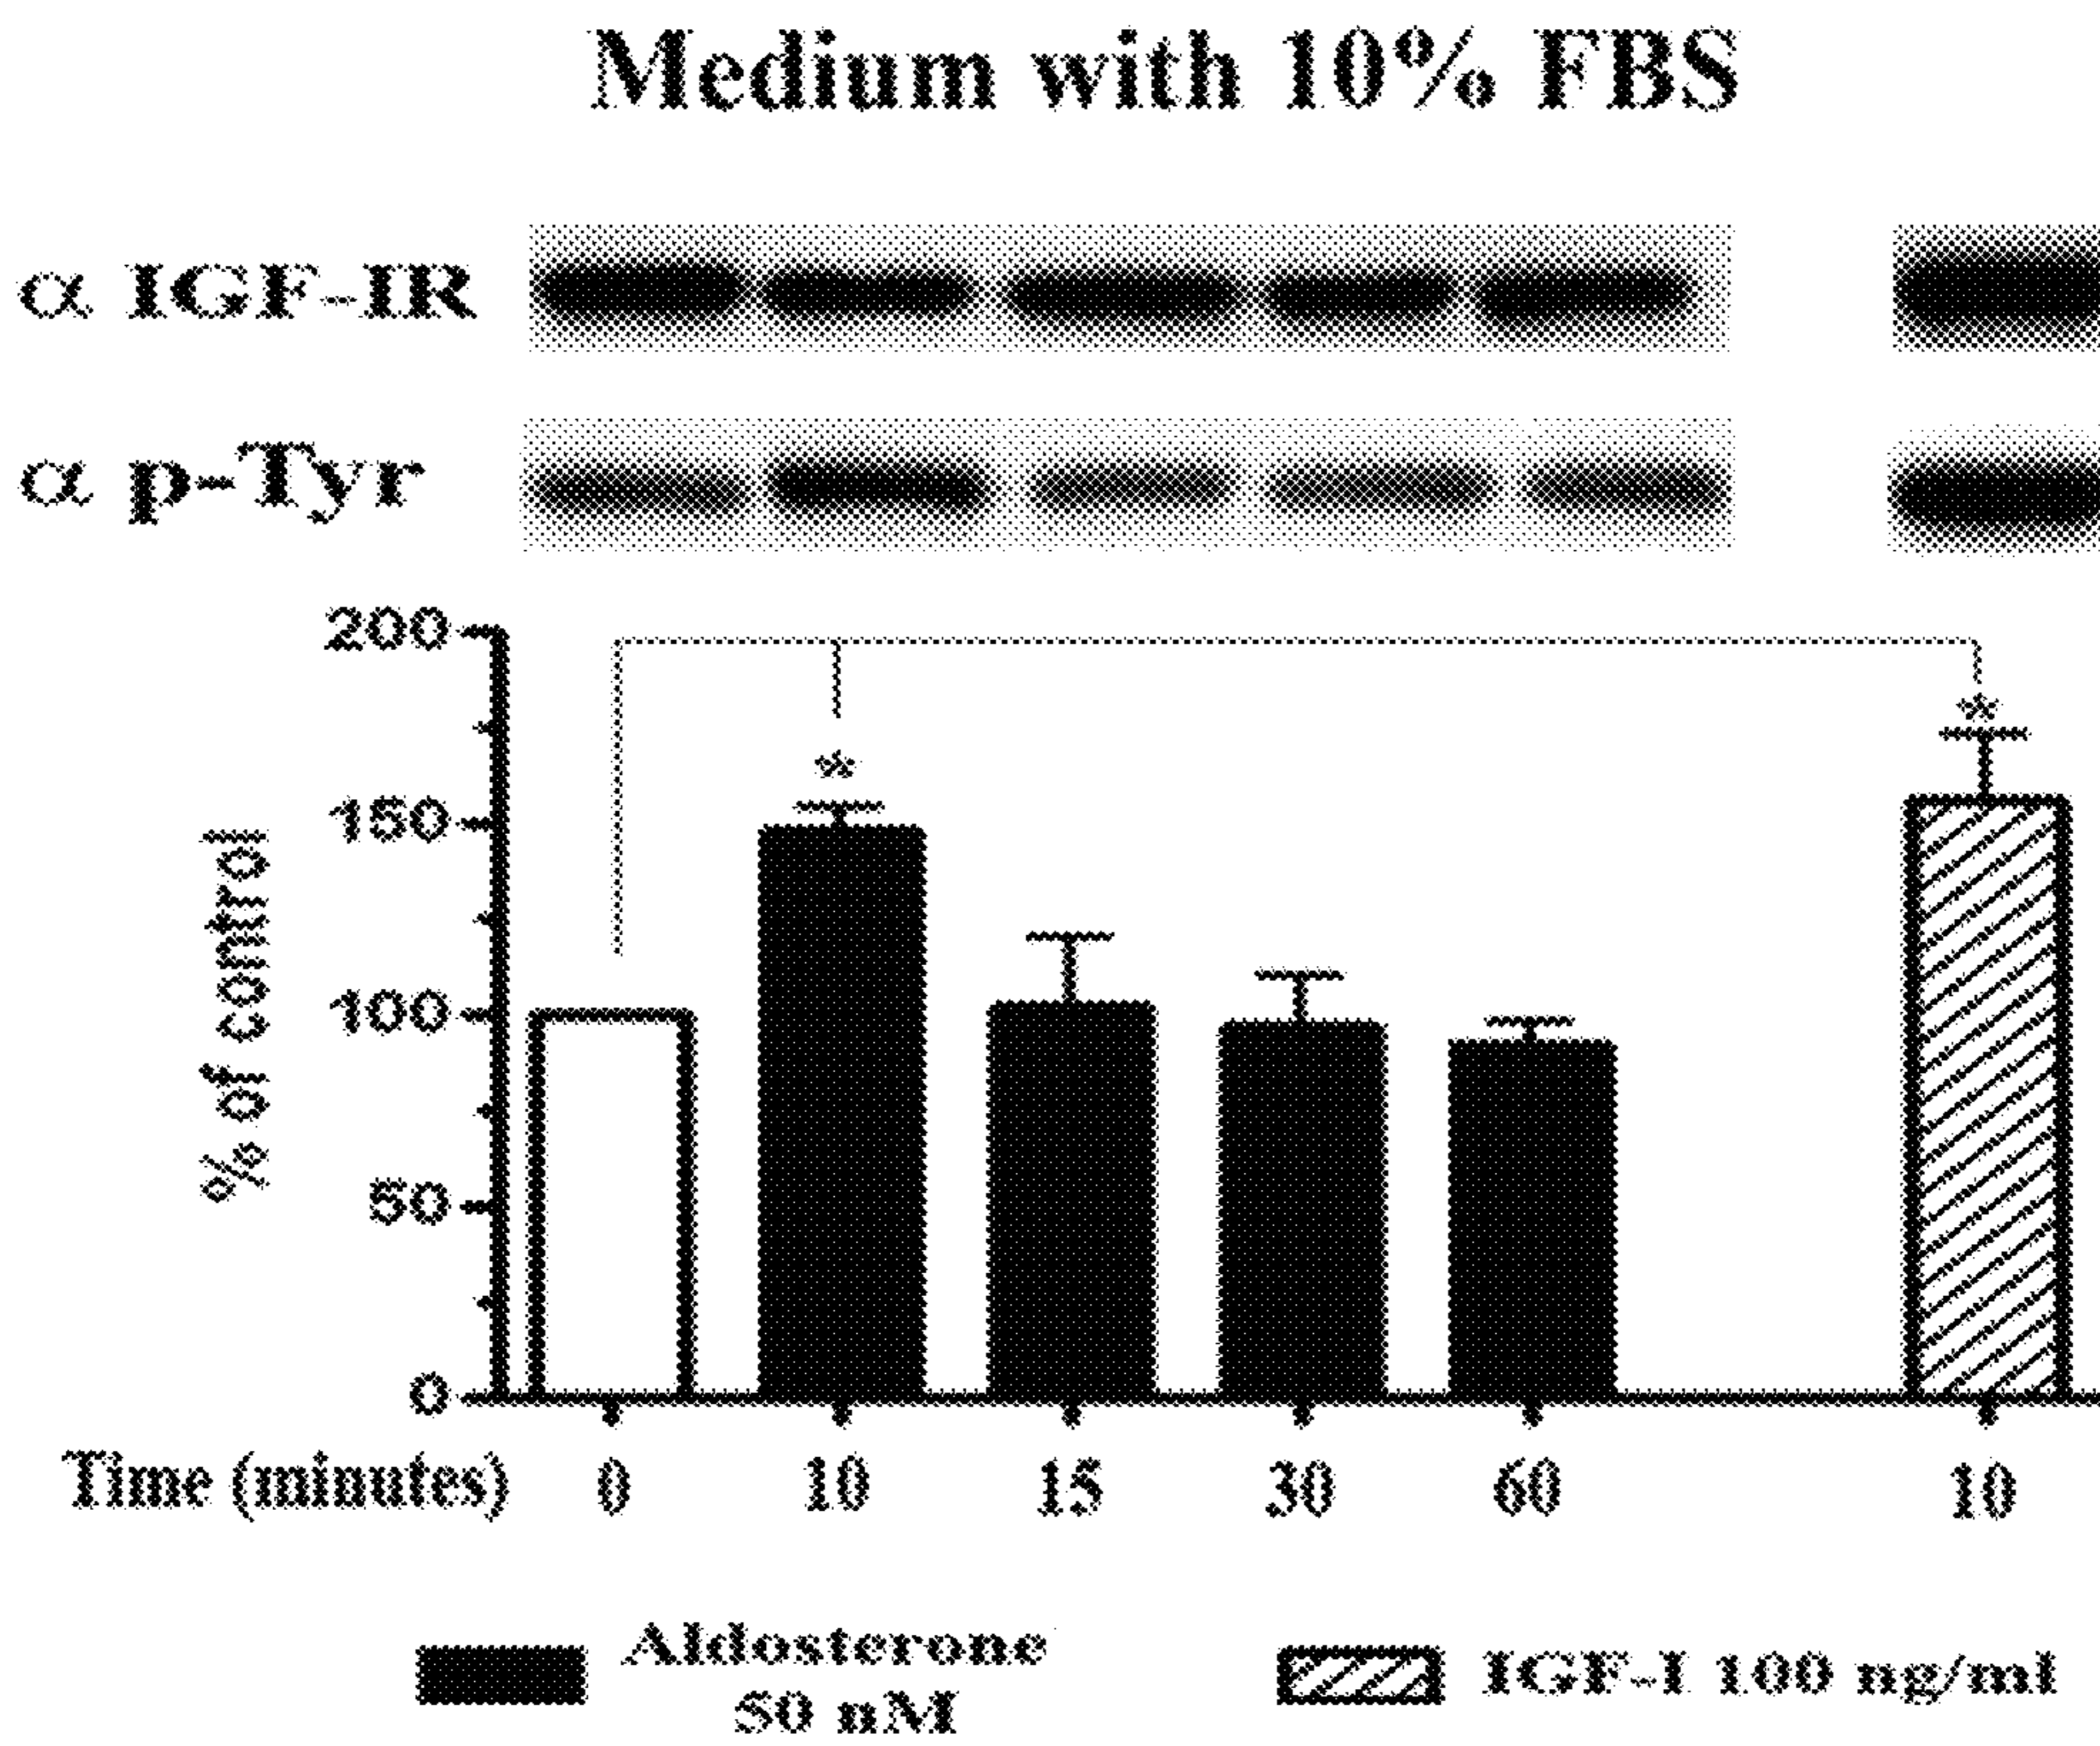 Medium with 10% FBS
α IGF-IR
α p-Tyr
200
*
*
150
100
50
0
% of control
Time (minutes) 0 10 15 30 60 10
Aldosterone
50 nM
IGF-I 100 ng/ml